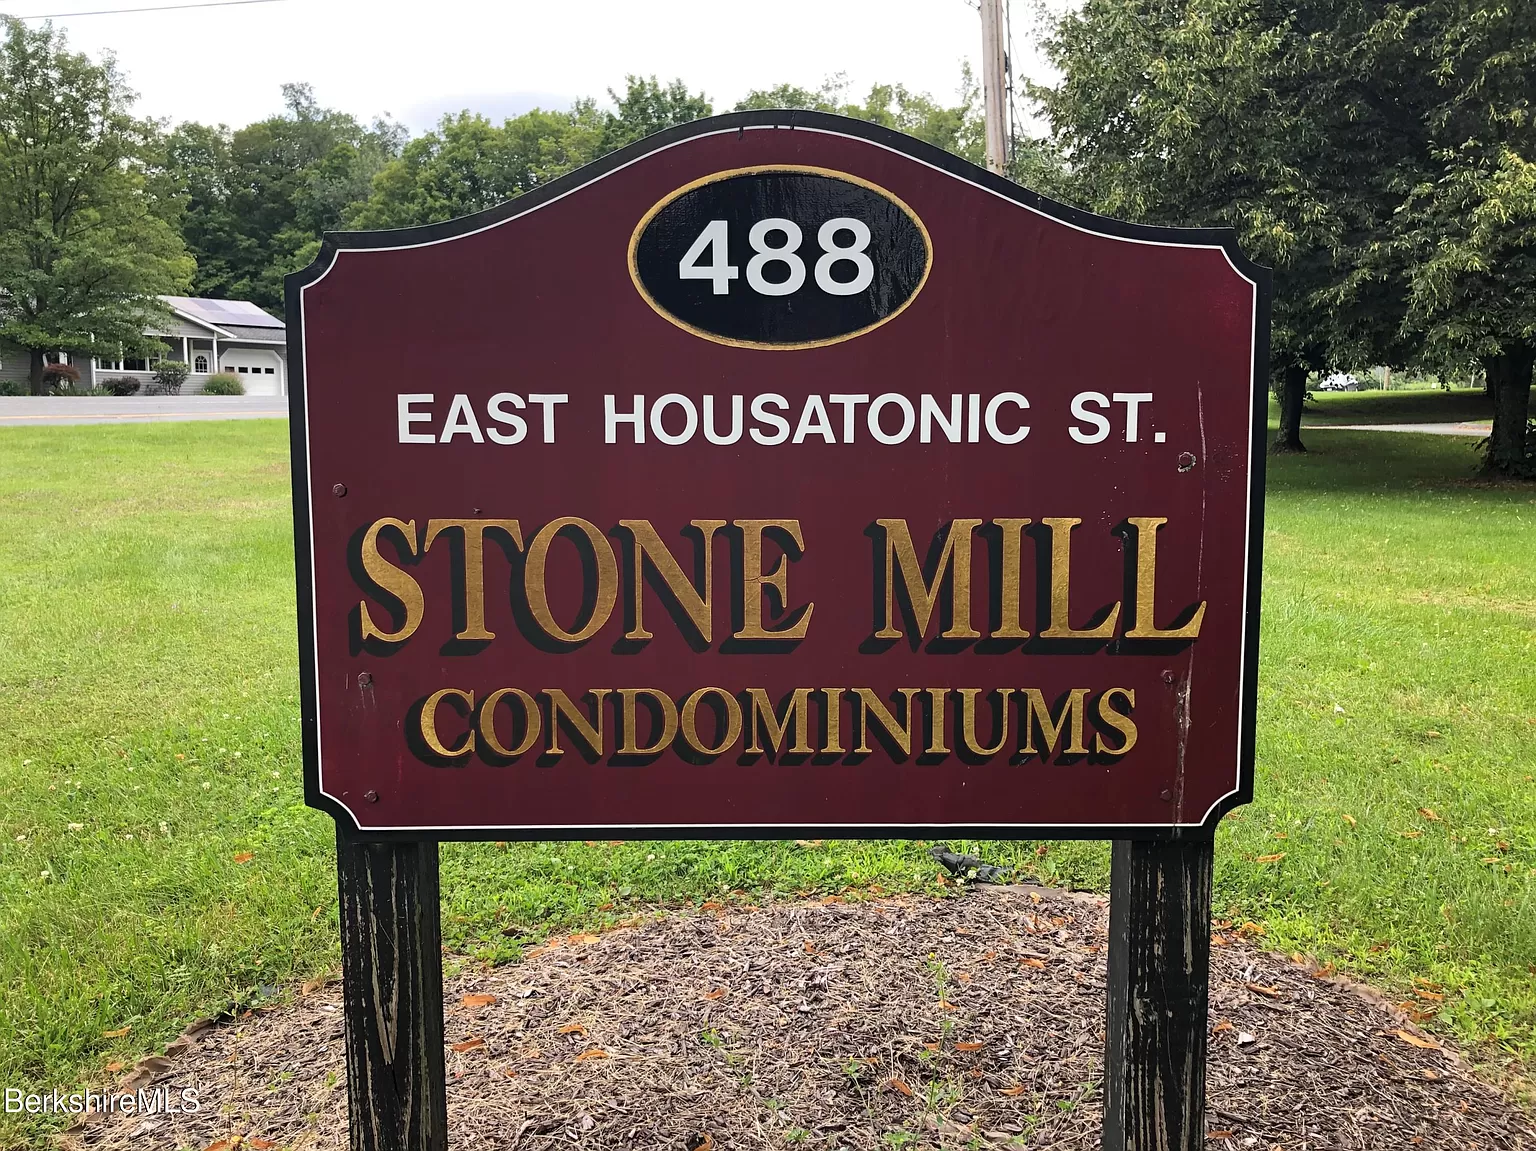 488
EAST HOUSATONIC ST.
STONE MILL
CONDOMINIUMS
BerkshireMLS